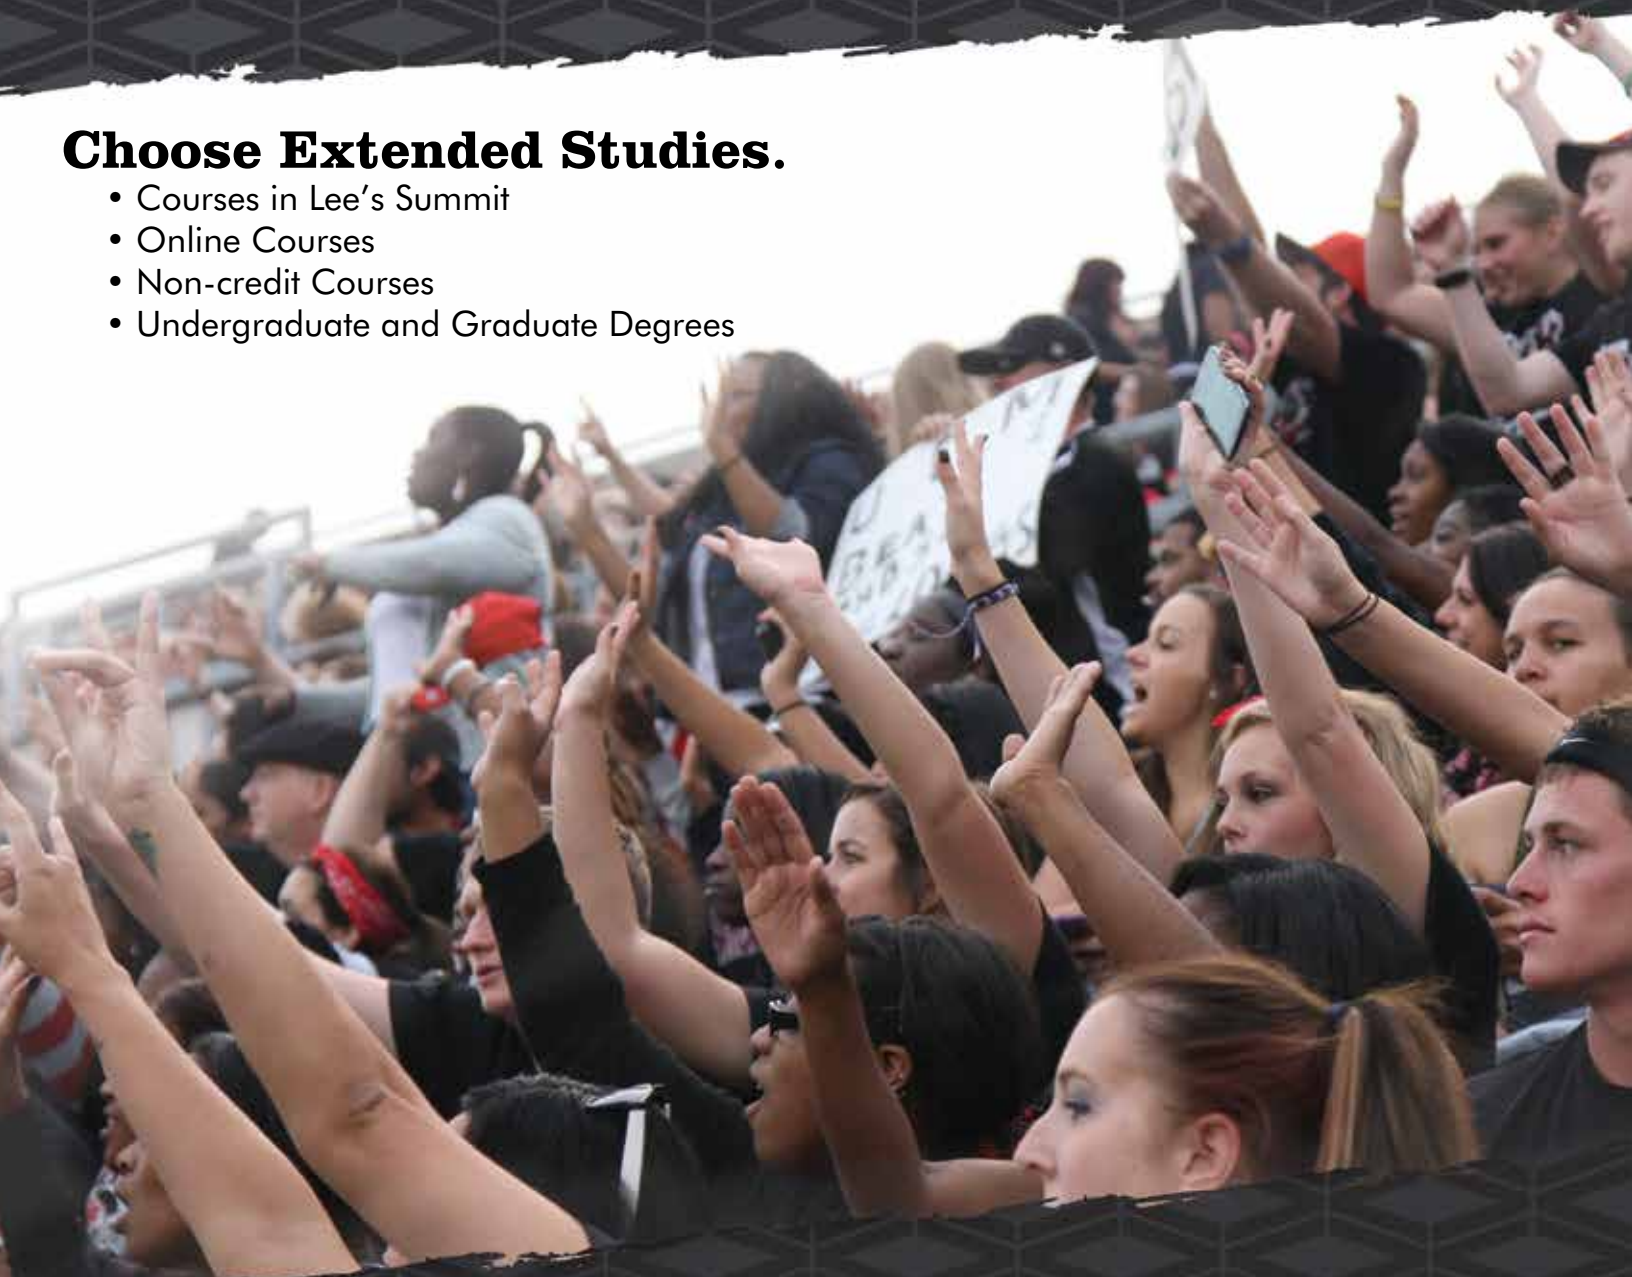 Choose Extended Studies.
• Courses in Lee’s Summit
• Online Courses
• Non-credit Courses
• Undergraduate and Graduate Degrees